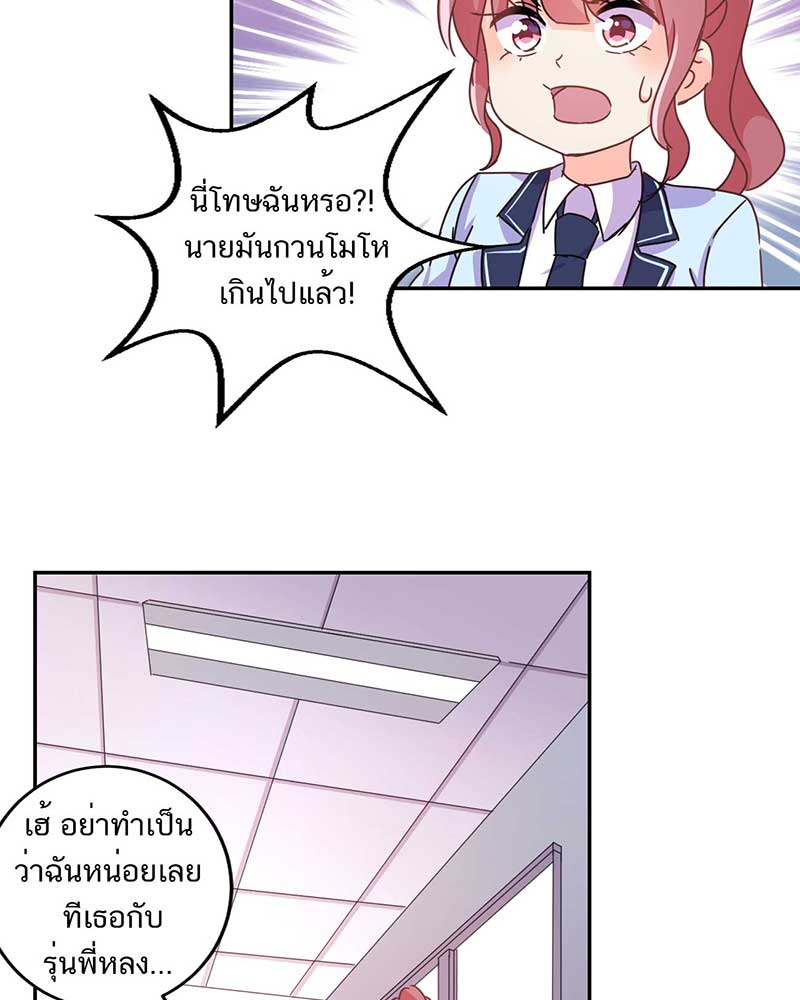 นี่โทษฉันหรอ?!
นายมันกวนโมโห
เกินไปแล้ว!
เฮ้ อย่าทำเป็น
ว่าฉันหน่อยเลย
ทีเธอกับ
รุ่นพี่หลง...